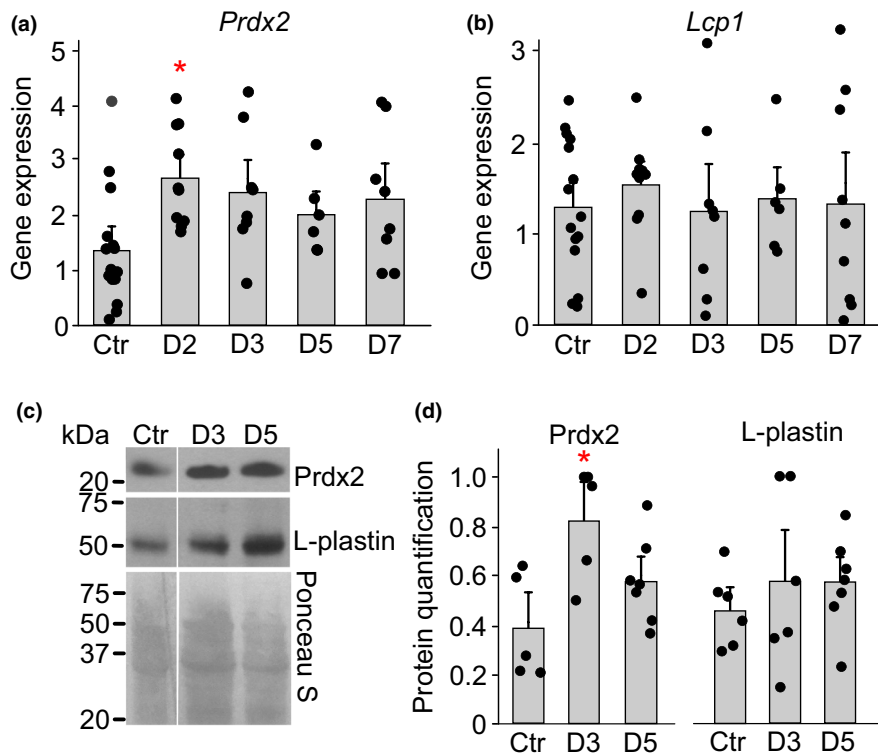 (a) Prdx2
Gene expression
5
4
3
2
1
0
*
Ctr D2 D3 D5 D7
(b) Lcp1
Gene expression
3
2
1
0
Ctr D2 D3 D5 D7
(c)
kDa Ctr D3 D5
20 Prdx2
75
50 L-plastin
75
50
37
20
Ponceau S
(d)
Prdx2 L-plastin
Protein quantification
1.0
0.8
0.6
0.4
0.2
0
*
Ctr D3 D5 Ctr D3 D5